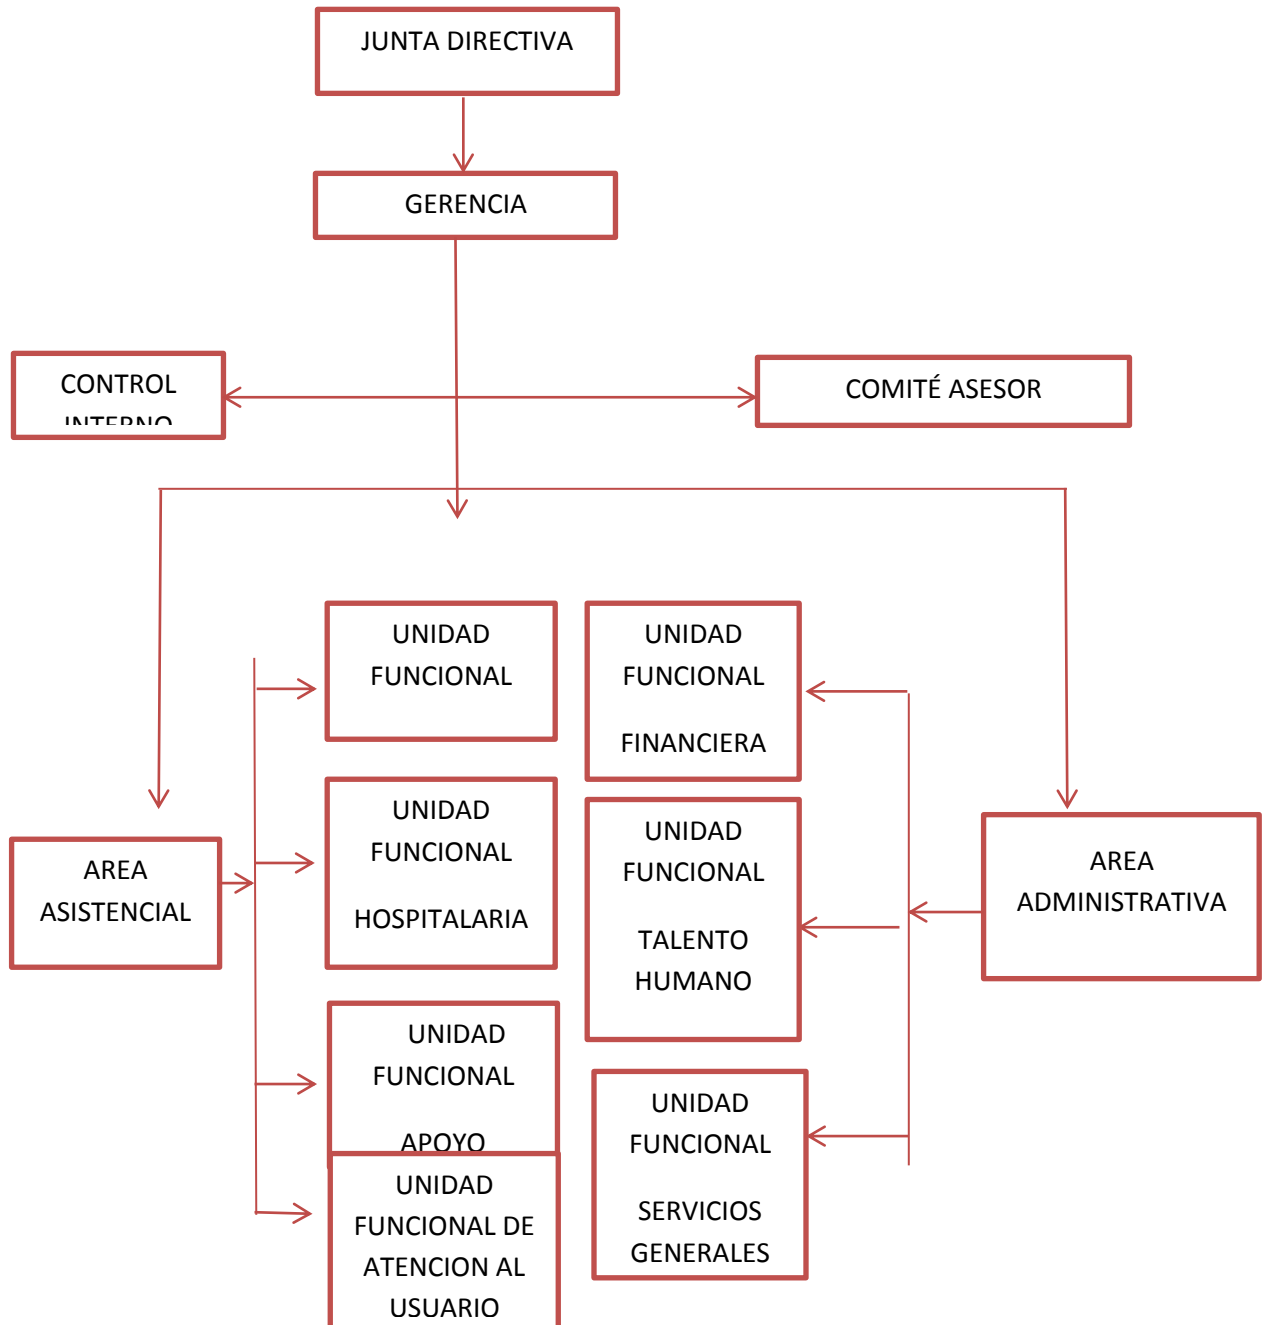 JUNTA DIRECTIVA
GERENCIA
CONTROL
INTERNO
COMITÉ ASESOR
UNIDAD
FUNCIONAL
UNIDAD
FUNCIONAL
FINANCIERA
UNIDAD
FUNCIONAL
HOSPITALARIA
UNIDAD
FUNCIONAL
TALENTO
HUMANO
AREA
ASISTENCIAL
AREA
ADMINISTRATIVA
UNIDAD
FUNCIONAL
APOYO
UNIDAD
FUNCIONAL
SERVICIOS
GENERALES
UNIDAD
FUNCIONAL DE
ATENCION AL
USUARIO